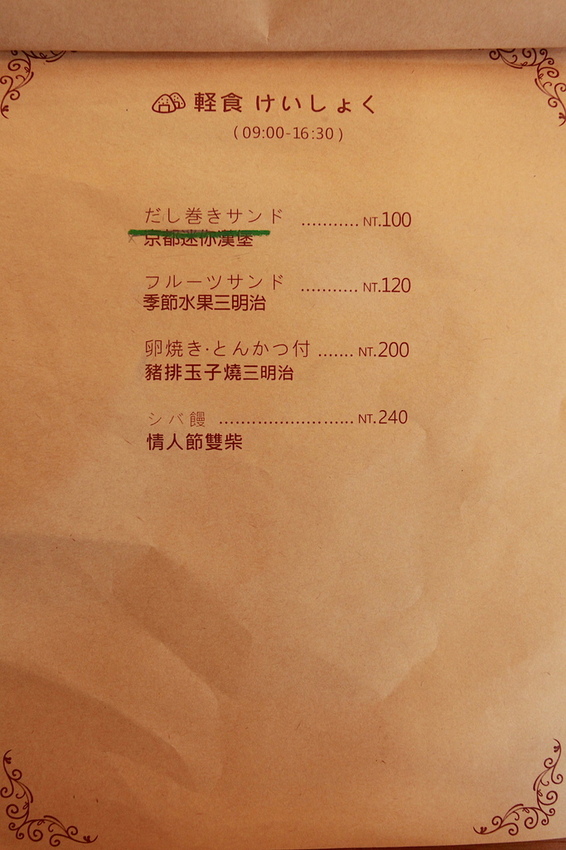 軽食 けいしょく
(09:00-16:30)
だし巻きサンド ........... NT.100
京都迷你漢堡
フルーツサンド ........... NT.120
季節水果三明治
卵焼き·とんかつ付 ....... NT.200
豬排玉子燒三明治
シバ饅 ......................... NT.240
情人節雙柴